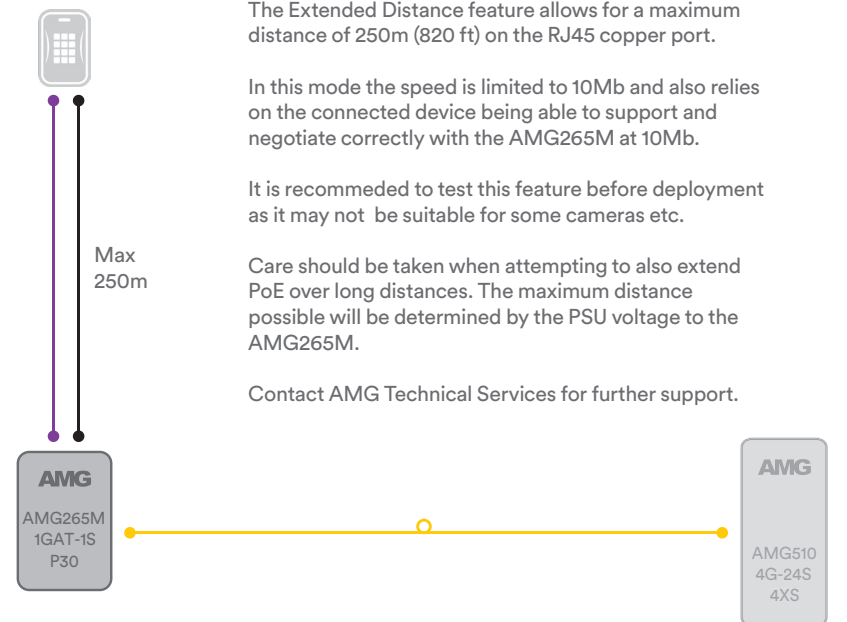 The Extended Distance feature allows for a maximum
distance of 250m (820 ft) on the RJ45 copper port.
In this mode the speed is limited to 10Mb and also relies
on the connected device being able to support and
negotiate correctly with the AMG265M at 10Mb.
It is recommeded to test this feature before deployment
as it may not  be suitable for some cameras etc.
Care should be taken when attempting to also extend
PoE over long distances. The maximum distance
possible will be determined by the PSU voltage to the
AMG265M.
Contact AMG Technical Services for further support.
Max
250m
AMG
AMG265M
1GAT-1S
P30
AMG
AMG510
4G-24S
4XS